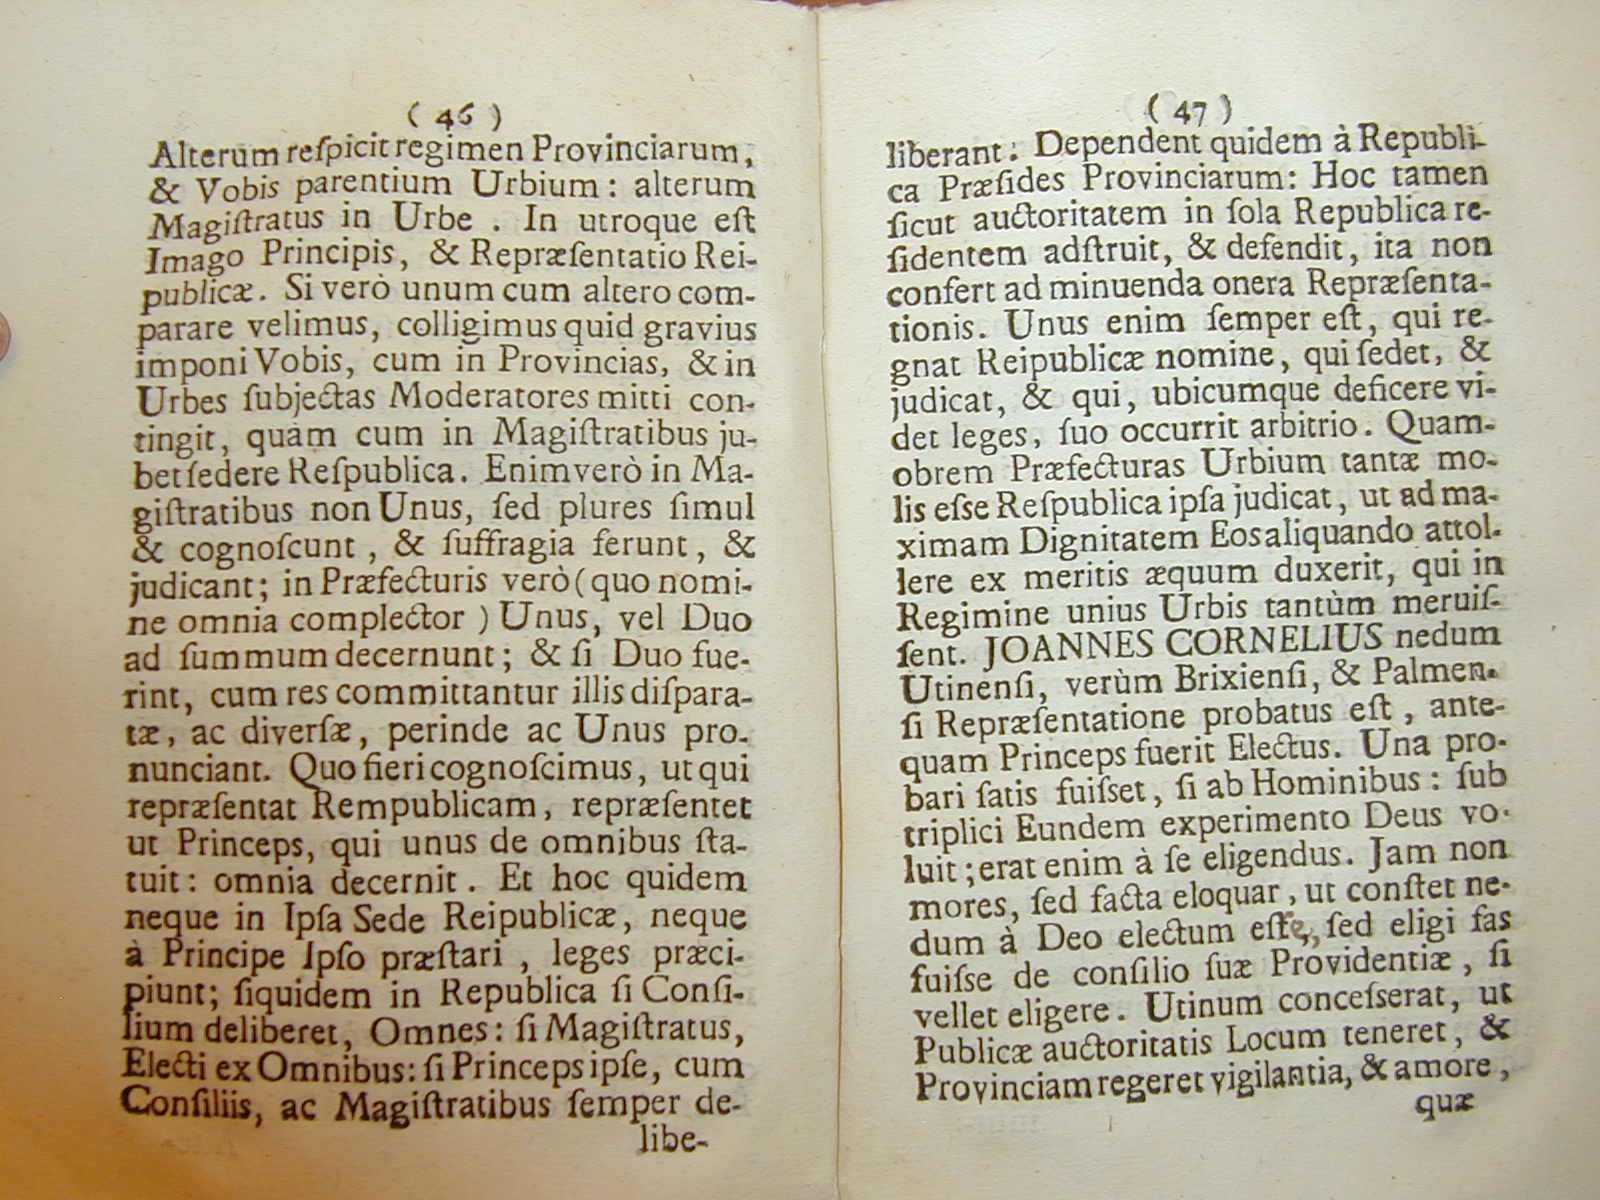 ( 46 )
Alterum reſpicit regimen Provinciarum,
& Vobis parentium Urbium : alterum
Magiſtratus in Urbe . In utroque eſt
Imago Principis, & Repræſentatio Rei-
publicæ. Si verò unum cum altero com-
parare velimus, colligimus quid gravius
imponi Vobis, cum in Provincias, & in
Urbes ſubjectas Moderatores mitti con-
tingit, quàm cum in Magiſtratibus ju-
bet ſedere Reſpublica. Enimverò in Ma-
giſtratibus non Unus, ſed plures ſimul
& cognoſcunt , & ſuffragia ferunt, &
judicant; in Præfecturis verò ( quo nomi-
ne omnia complector ) Unus, vel Duo
ad ſummum decernunt; & ſi Duo fue-
rint, cum res committantur illis diſpara-
tæ, ac diverſæ, perinde ac Unus pro-
nunciant. Quo fieri cognoſcimus, ut qui
repræſentat Rempublicam, repræſentet
ut Princeps, qui unus de omnibus ſta-
tuit: omnia decernit. Et hoc quidem
neque in Ipſa Sede Reipublicæ, neque
à Principe Ipſo præſtari , leges præci-
piunt; ſiquidem in Republica ſi Conſi-
lium deliberet, Omnes: ſi Magiſtratus,
Electi ex Omnibus: ſi Princeps ipſe, cum
Conſiliis, ac Magiſtratibus ſemper de-
libe-
( 47 )
liberant: Dependent quidem à Republi-
ca Præſides Provinciarum: Hoc tamen
ſicut auctoritatem in ſola Republica re-
ſidentem adſtruit, & defendit, ita non
confert ad minuenda onera Repræſenta-
tionis. Unus enim ſemper eſt, qui re-
gnat Reipublicæ nomine, qui ſedet, &
judicat, & qui, ubicumque deficere vi-
det leges, ſuo occurrit arbitrio. Quam-
obrem Præfecturas Urbium tantæ mo-
lis eſse Reſpublica ipſa judicat, ut ad ma-
ximam Dignitatem Eos aliquando attol-
lere ex meritis æquum duxerit, qui in
Regimine unius Urbis tantùm meruiſ-
ſent. JOANNES CORNELIUS nedum
Utinenſi, verùm Brixienſi, & Palmen-
ſi Repræſentatione probatus eſt , ante-
quam Princeps fuerit Electus. Una pro-
bari ſatis fuiſset, ſi ab Hominibus : ſub
triplici Eundem experimento Deus vo-
luit; erat enim à ſe eligendus. Jam non
mores, ſed facta eloquar, ut conſtet ne-
dum à Deo electum eſſe, ſed eligi fas
fuiſse de conſilio ſuæ Providentiæ , ſi
vellet eligere. Utinum conceſserat, ut
Publicæ auctoritatis Locum teneret, &
Provinciam regeret vigilantia, & amore,
quæ